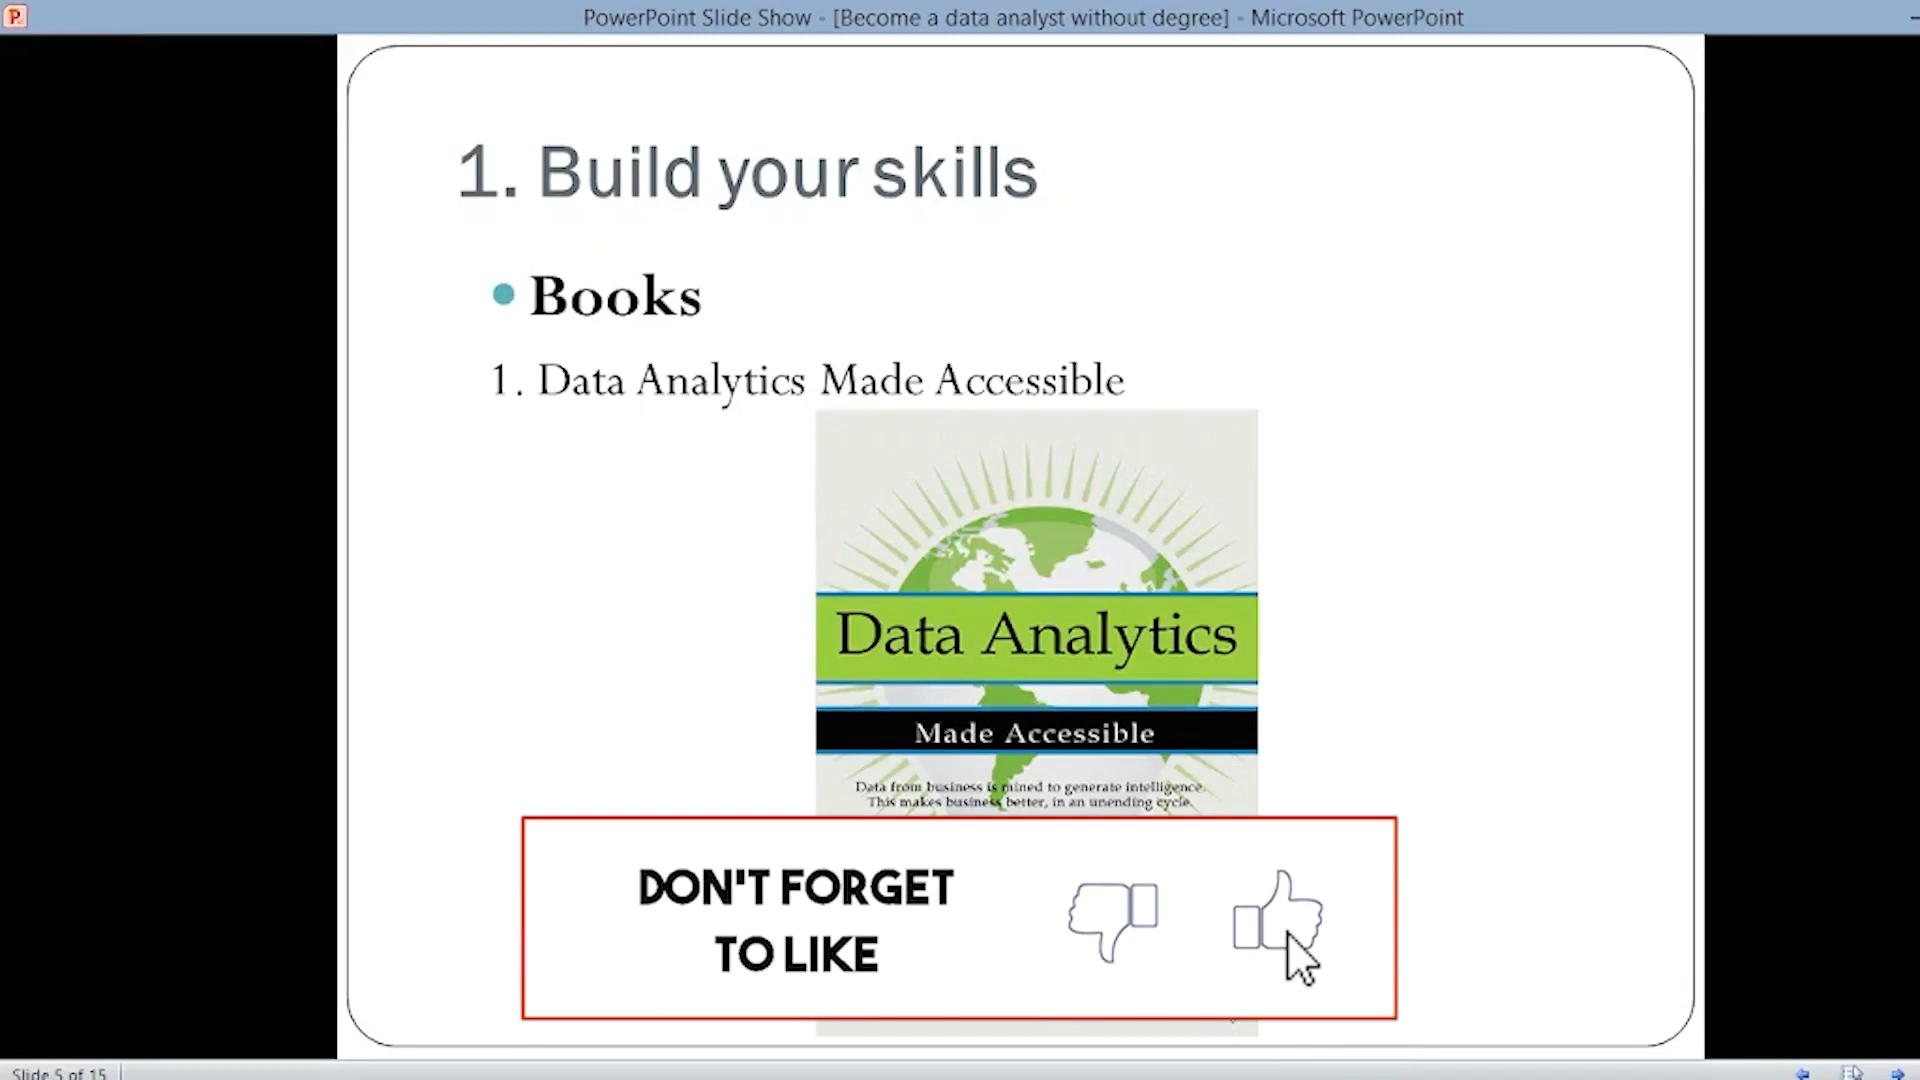 PowerPoint Slide Show - [Become a data analyst without degree] - Microsoft PowerPoint
1. Build your skills
Books
1. Data Analytics Made Accessible
Data Analytics
Made Accessible
Data from business is mined to generate intelligence.
This makes business better, in an unending cycle.
DON'T FORGET
TO LIKE
Slide 5 of 15